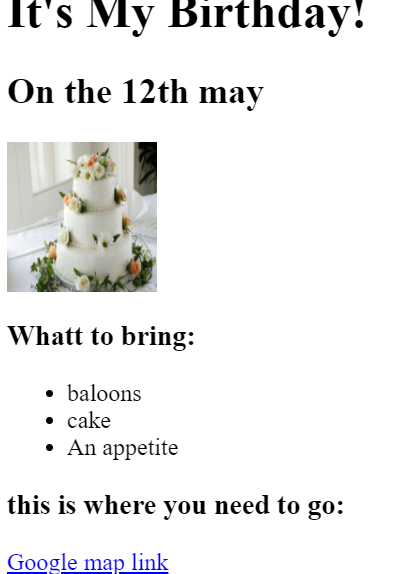 It's My Birthday!
On the 12th may
Whatt to bring:
baloons
cake
An appetite
this is where you need to go:
Google map link